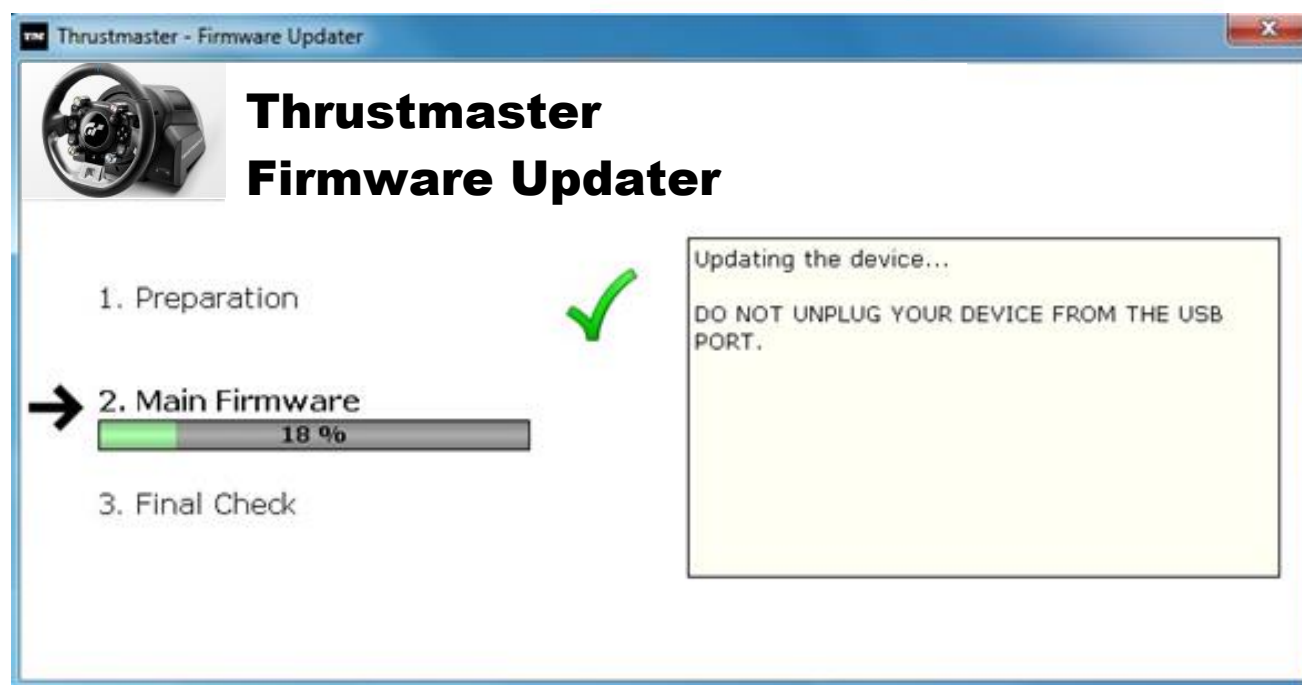 Thrustmaster - Firmware Updater
Thrustmaster
Firmware Updater
1. Preparation
2. Main Firmware
18 %
3. Final Check
Updating the device...
DO NOT UNPLUG YOUR DEVICE FROM THE USB
PORT.